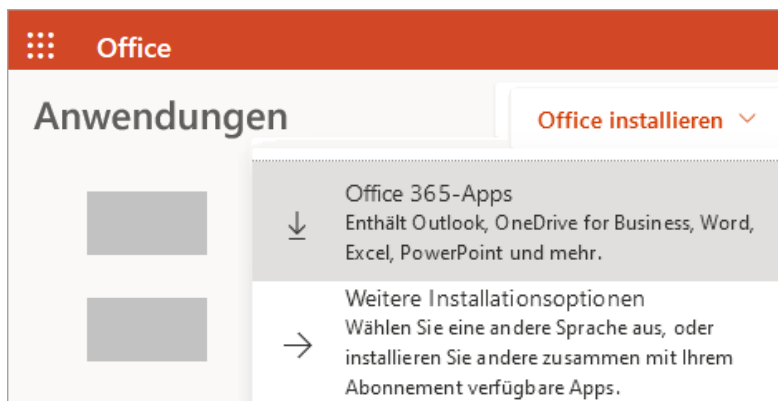 Office
Anwendungen
Office installieren
Office 365-Apps
Enthält Outlook, OneDrive for Business, Word,
Excel, PowerPoint und mehr.
Weitere Installationsoptionen
Wählen Sie eine andere Sprache aus, oder
installieren Sie andere zusammen mit Ihrem
Abonnement verfügbare Apps.